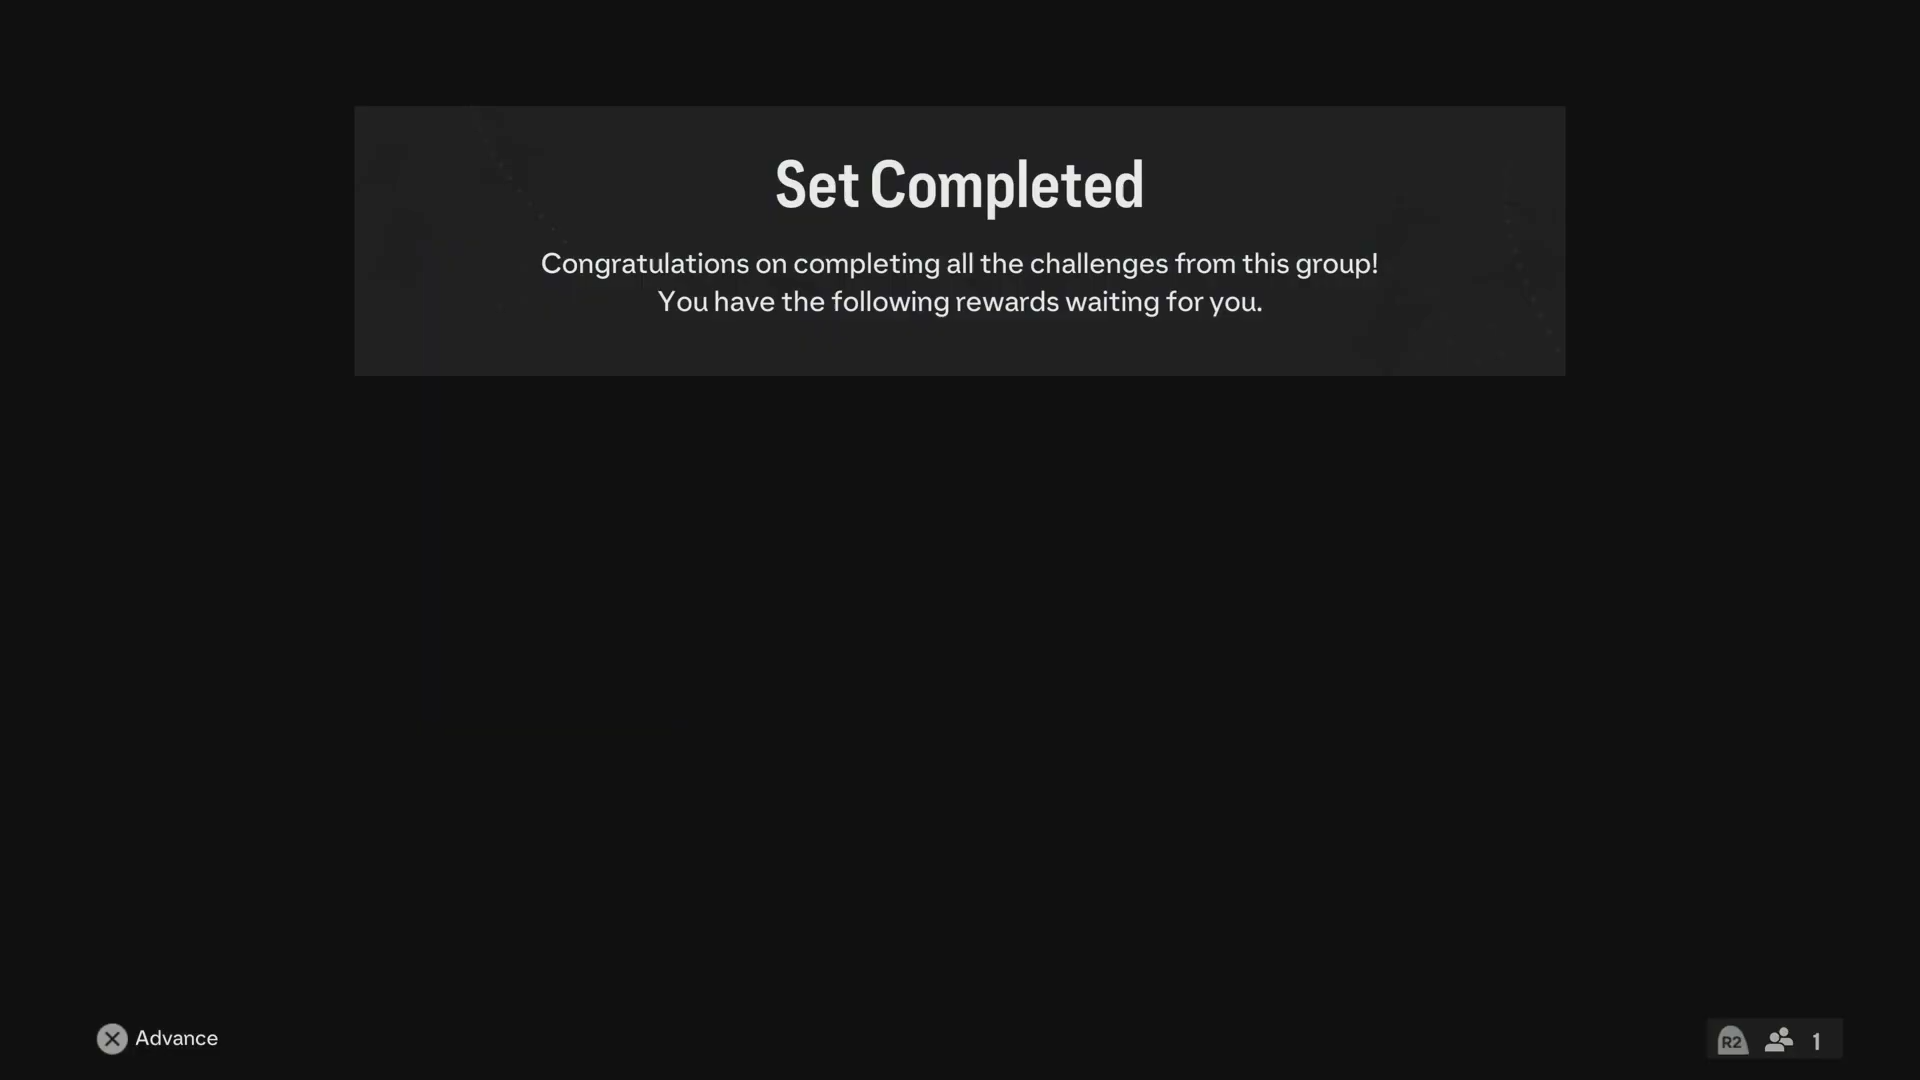 Set Completed
Congratulations on completing all the challenges from this group!
You have the following rewards waiting for you.
Advance
R2 1